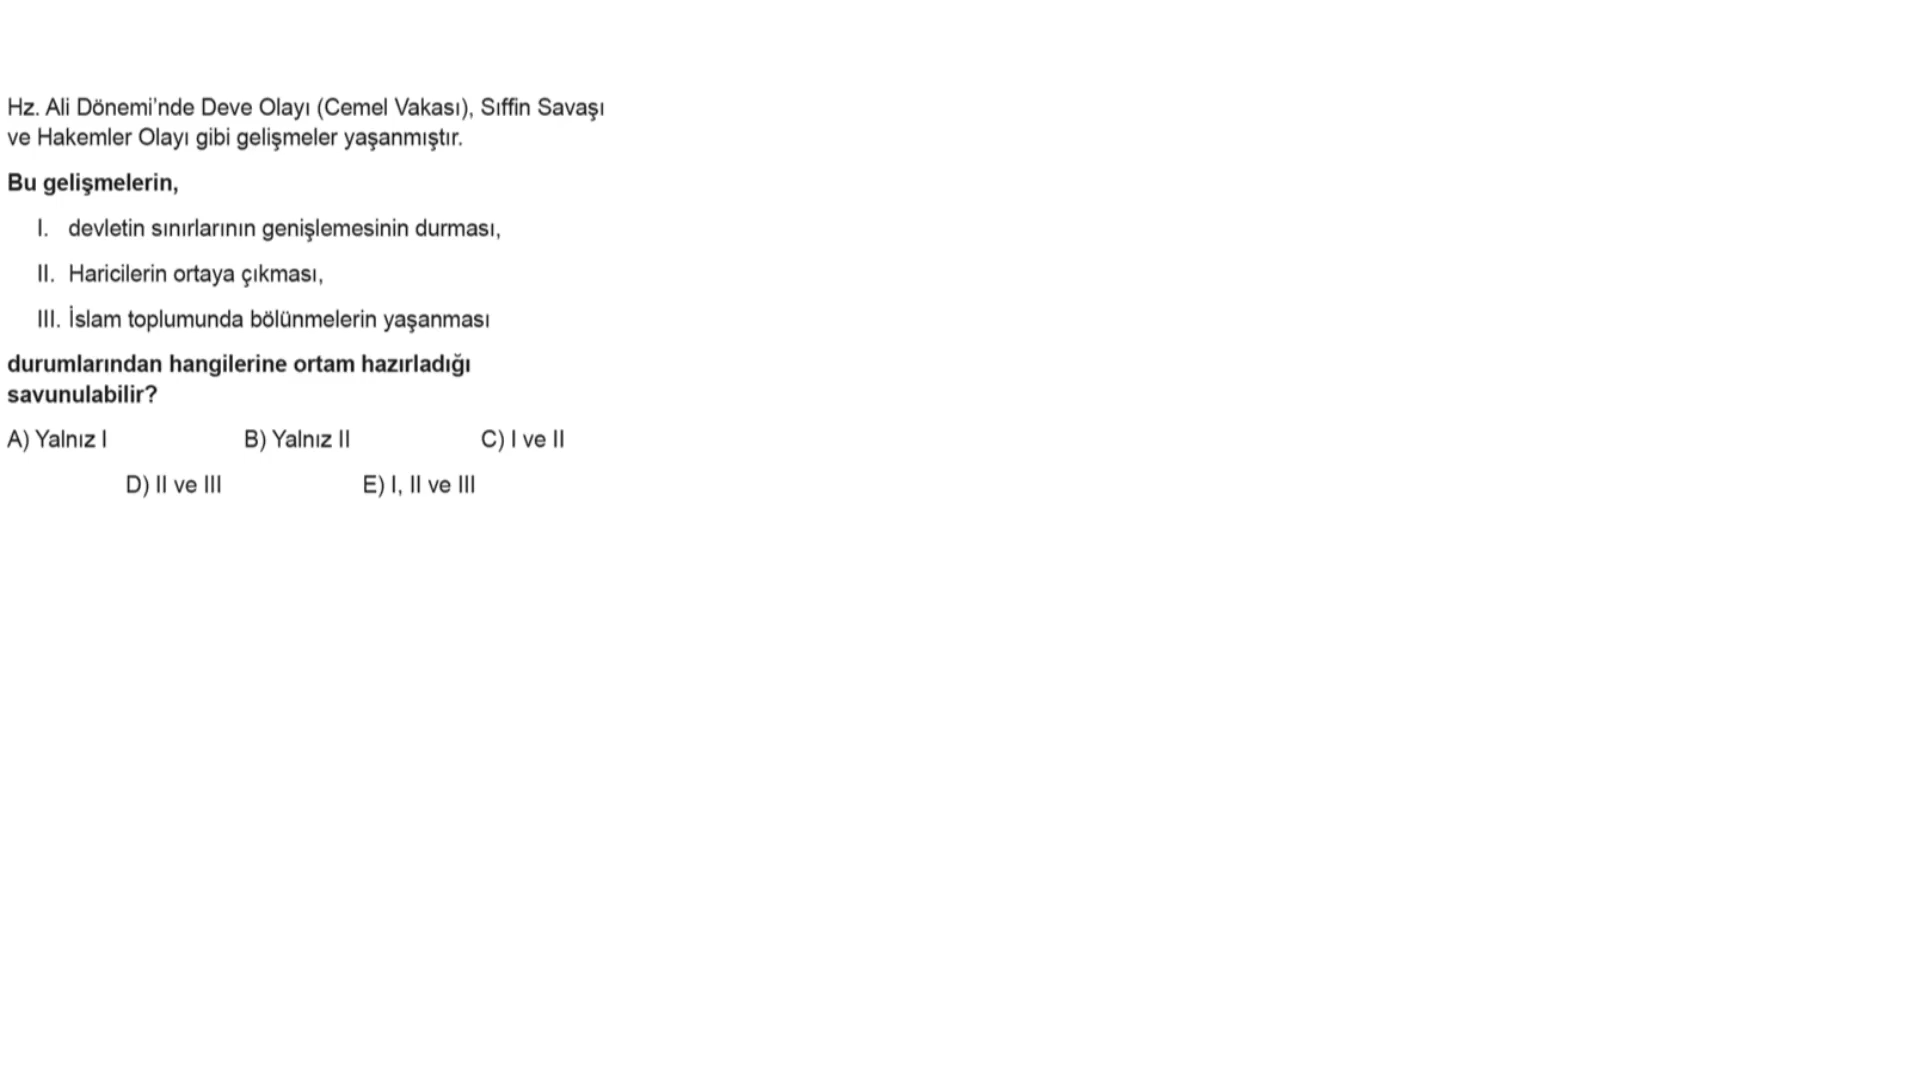 Hz. Ali Dönemi’nde Deve Olayı (Cemel Vakası), Sıffin Savaşı
ve Hakemler Olayı gibi gelişmeler yaşanmıştır.
Bu gelişmelerin,
I. devletin sınırlarının genişlemesinin durması,
II. Haricilerin ortaya çıkması,
III. İslam toplumunda bölünmelerin yaşanması
durumlarından hangilerine ortam hazırladığı
savunulabilir?
A) Yalnız I B) Yalnız II C) I ve II
D) II ve III E) I, II ve III